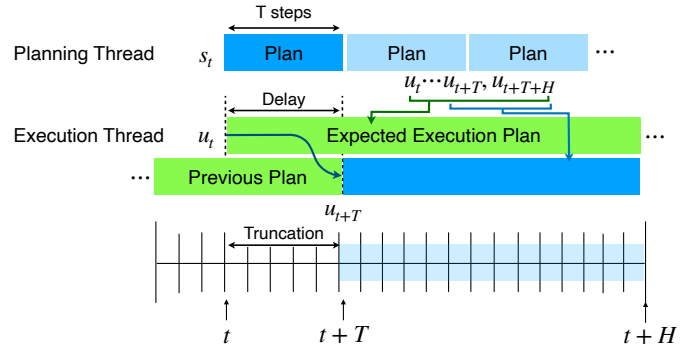 T steps
Planning Thread s_t Plan Plan Plan ...
u_t···u_{t+T}, u_{t+T+H}
Delay
Execution Thread u_t Expected Execution Plan ...
... Previous Plan
u_{t+T}
Truncation
t t + T t + H